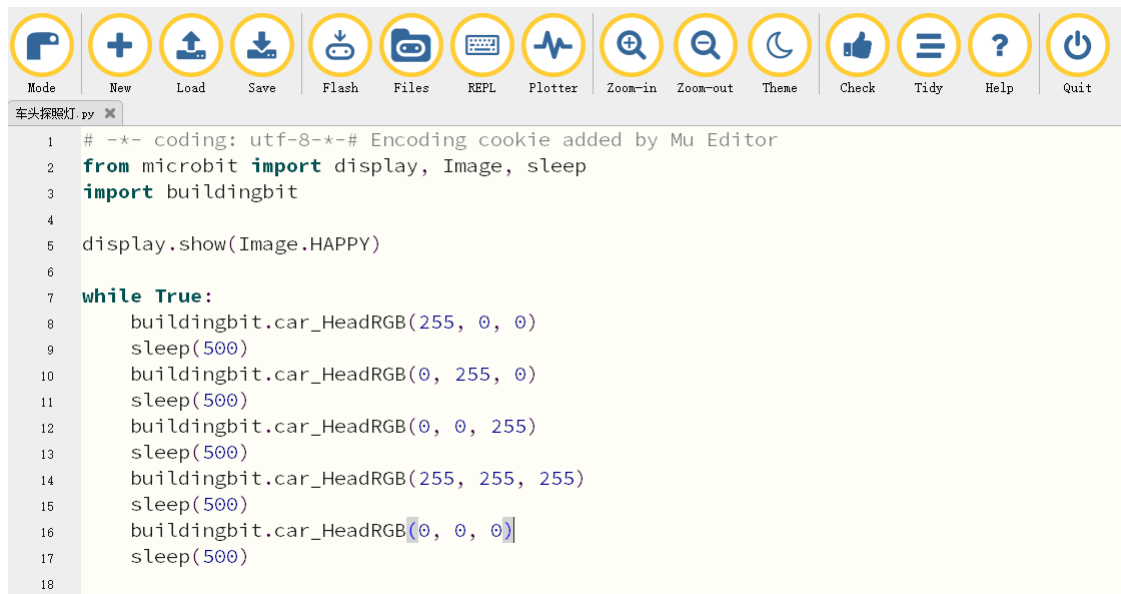 Mode New Load Save Flash Files REPL Plotter Zoom-in Zoom-out Theme Check Tidy Help Quit
车头探照灯.py
1 # -*- coding: utf-8-*-# Encoding cookie added by Mu Editor
2 from microbit import display, Image, sleep
3 import buildingbit
4
5 display.show(Image.HAPPY)
6
7 while True:
8     buildingbit.car_HeadRGB(255, 0, 0)
9     sleep(500)
10     buildingbit.car_HeadRGB(0, 255, 0)
11     sleep(500)
12     buildingbit.car_HeadRGB(0, 0, 255)
13     sleep(500)
14     buildingbit.car_HeadRGB(255, 255, 255)
15     sleep(500)
16     buildingbit.car_HeadRGB(0, 0, 0)
17     sleep(500)
18